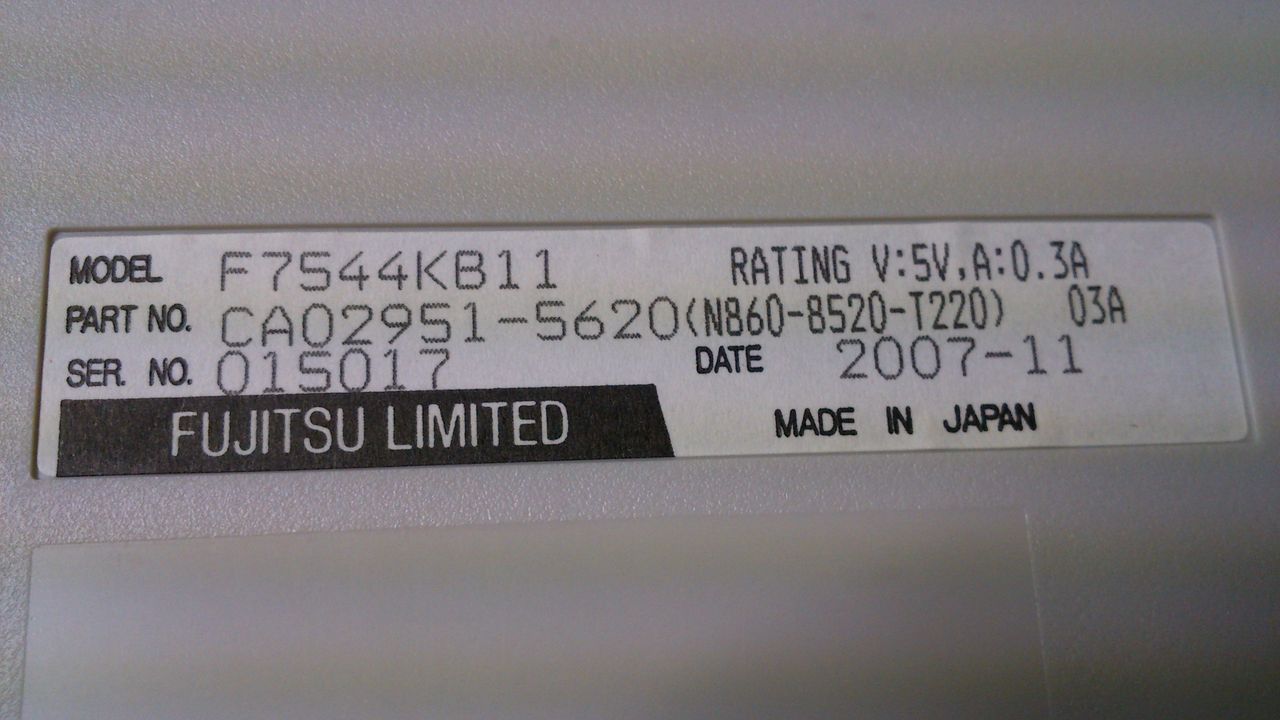 MODEL F7544KB11 RATING V:5V,A:0.3A
PART NO. CA02951-5620(N860-8520-T220) 03A
SER. NO. 015017 DATE 2007-11
FUJITSU LIMITED MADE IN JAPAN